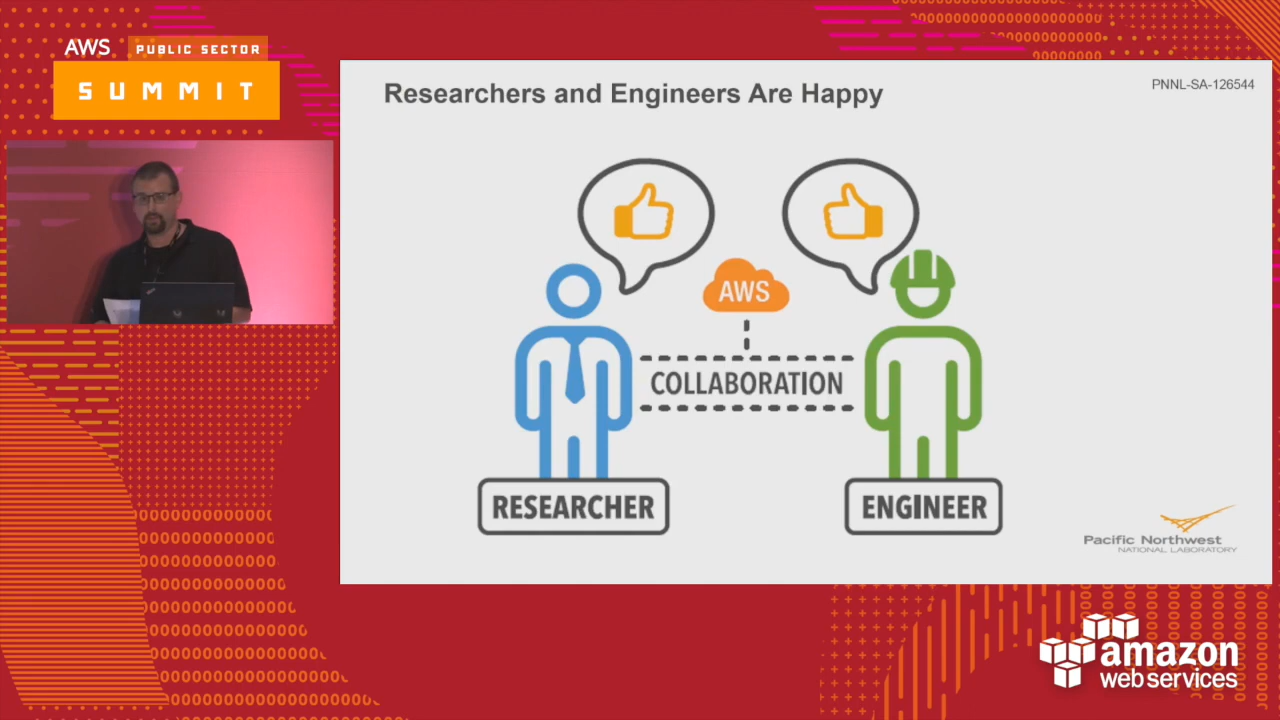 AWS PUBLIC SECTOR
SUMMIT
Researchers and Engineers Are Happy
PNNL-SA-126544
AWS
COLLABORATION
RESEARCHER
ENGINEER
Pacific Northwest
NATIONAL LABORATORY
amazon
web services